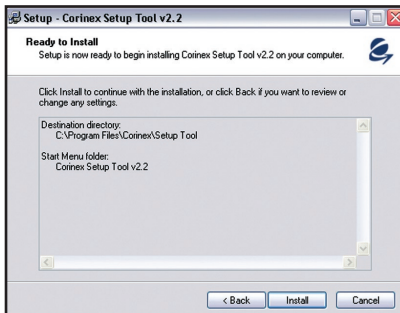 Setup - Corinex Setup Tool v2.2
Ready to Install
Setup is now ready to begin installing Corinex Setup Tool v2.2 on your computer.
Click Install to continue with the installation, or click Back if you want to review or
change any settings.
Destination directory:
C:\Program Files\Corinex\Setup Tool
Start Menu folder:
Corinex Setup Tool v2.2
< Back Install Cancel